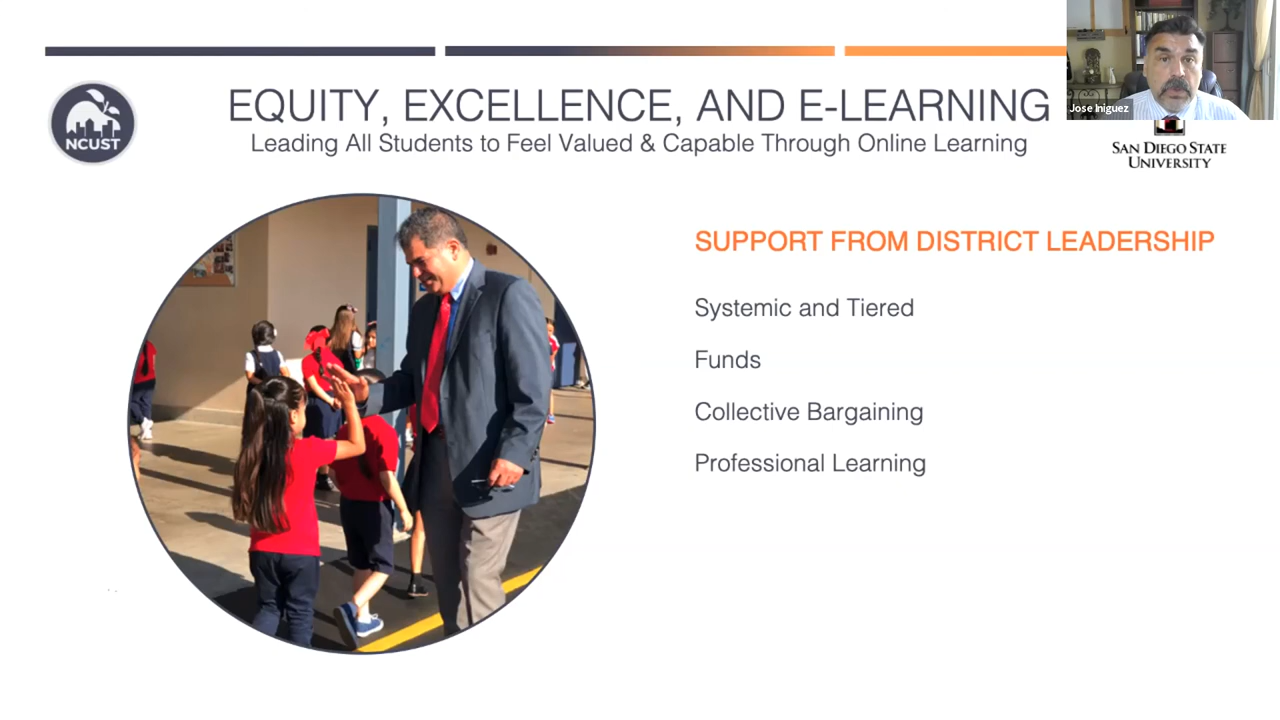 NCUST
EQUITY, EXCELLENCE, AND E-LEARNING
Leading All Students to Feel Valued & Capable Through Online Learning
Jose Iniguez
SAN DIEGO STATE
UNIVERSITY
SUPPORT FROM DISTRICT LEADERSHIP
Systemic and Tiered
Funds
Collective Bargaining
Professional Learning